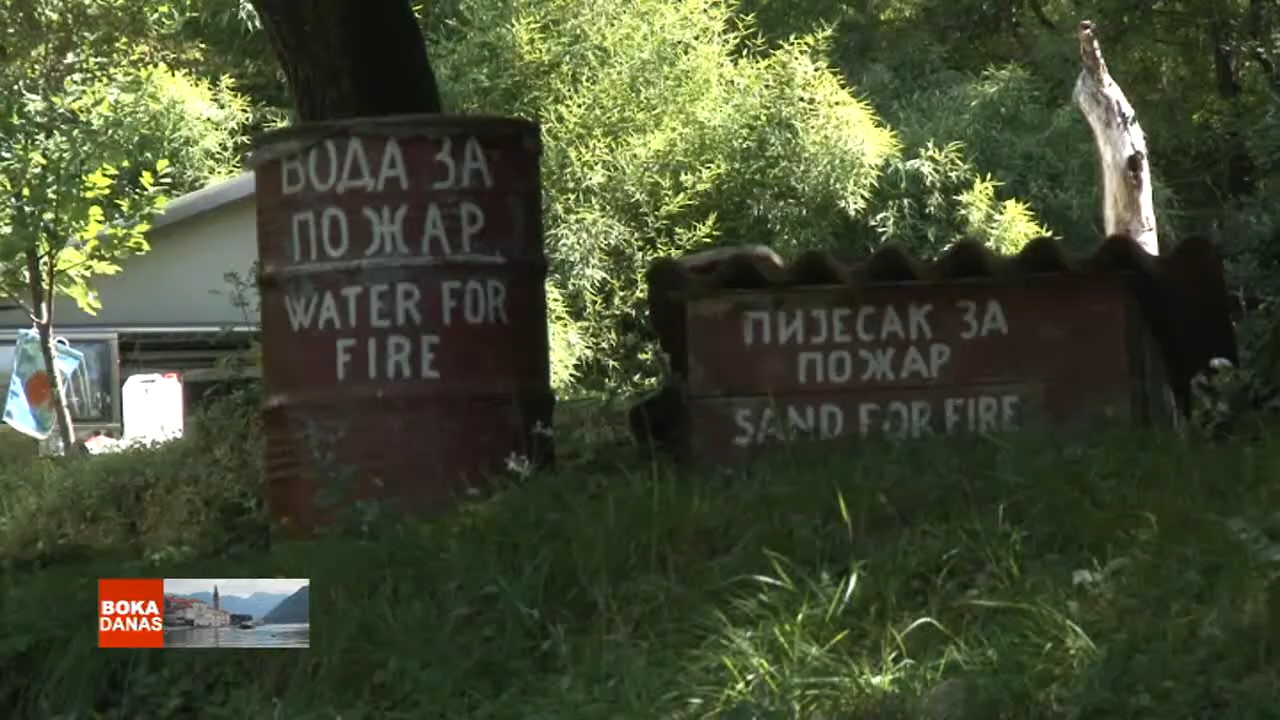 ВОДА ЗА
ПОЖАР
WATER FOR
FIRE
ПИЈЕСАК ЗА
ПОЖАР
SAND FOR FIRE
BOKA
DANAS